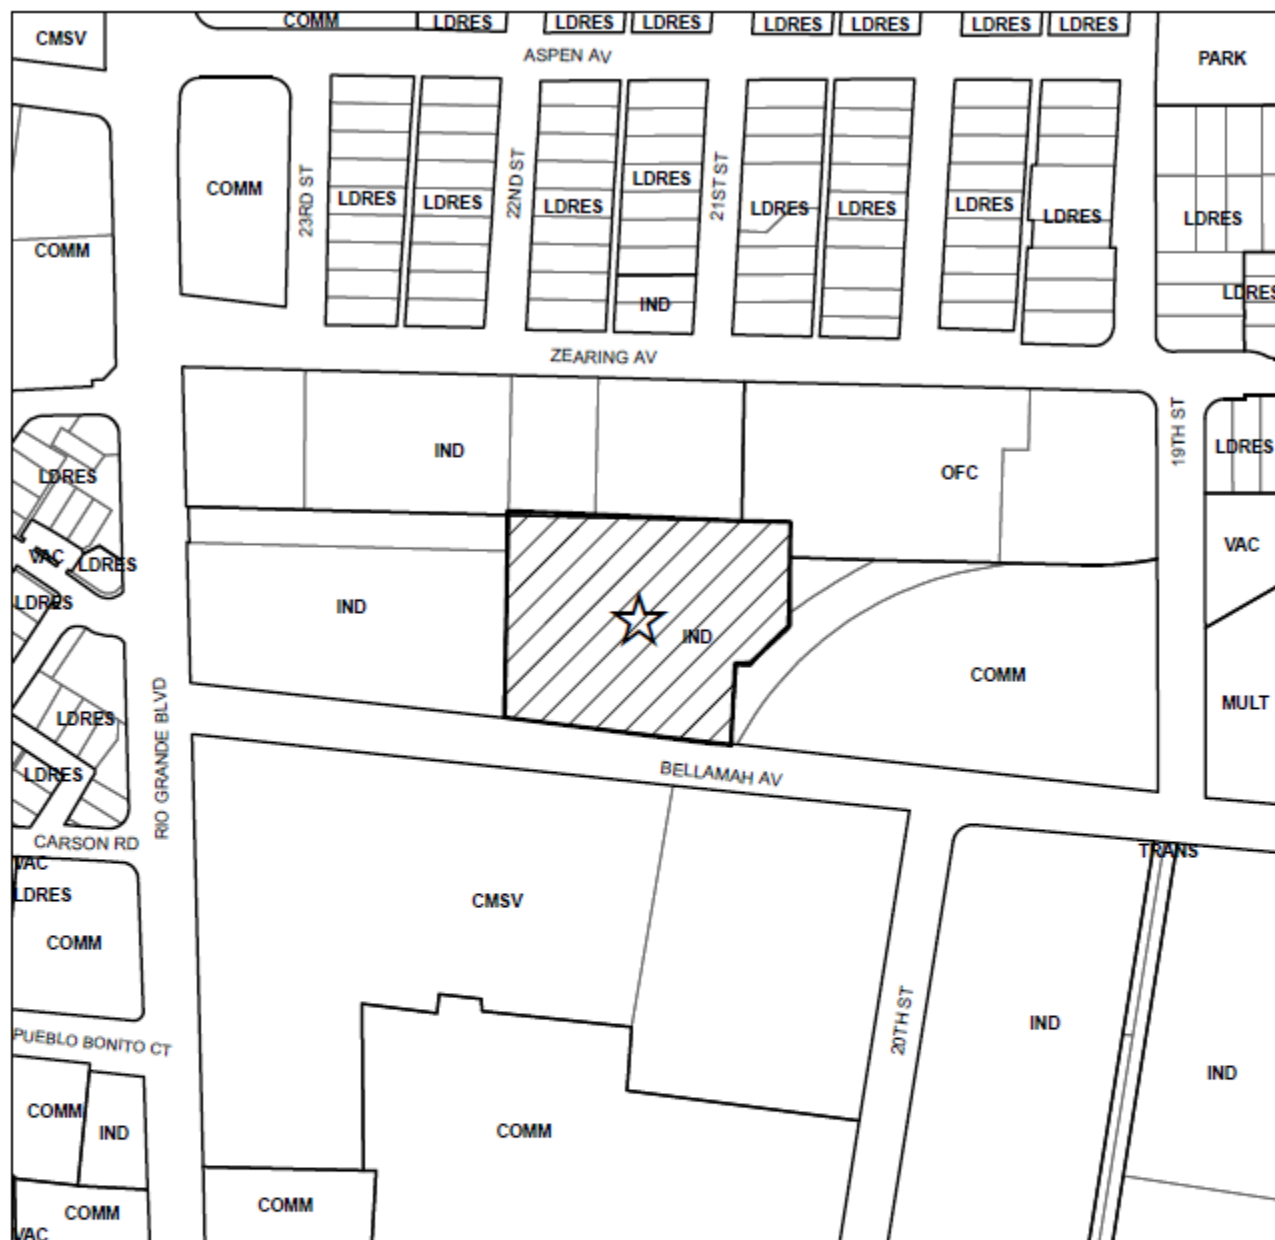 COMM
LDRES
LDRES
LDRES
LDRES
LDRES
LDRES
LDRES
CMSV
ASPEN AV
PARK
COMM
23RD ST
LDRES
LDRES
22ND ST
LDRES
LDRES
21ST ST
LDRES
LDRES
LDRES
LDRES
LDRES
COMM
LDRES
IND
ZEARING AV
IND
OFC
19TH ST
LDRES
LDRES
VAC
LDRES
VAC
LDRES
IND
IND
COMM
MULT
LDRES
RIO GRANDE BLVD
LDRES
BELLAMAH AV
CARSON RD
TRANS
VAC
LDRES
CMSV
COMM
20TH ST
IND
PUEBLO BONITO CT
IND
COMM
IND
COMM
COMM
COMM
VAC